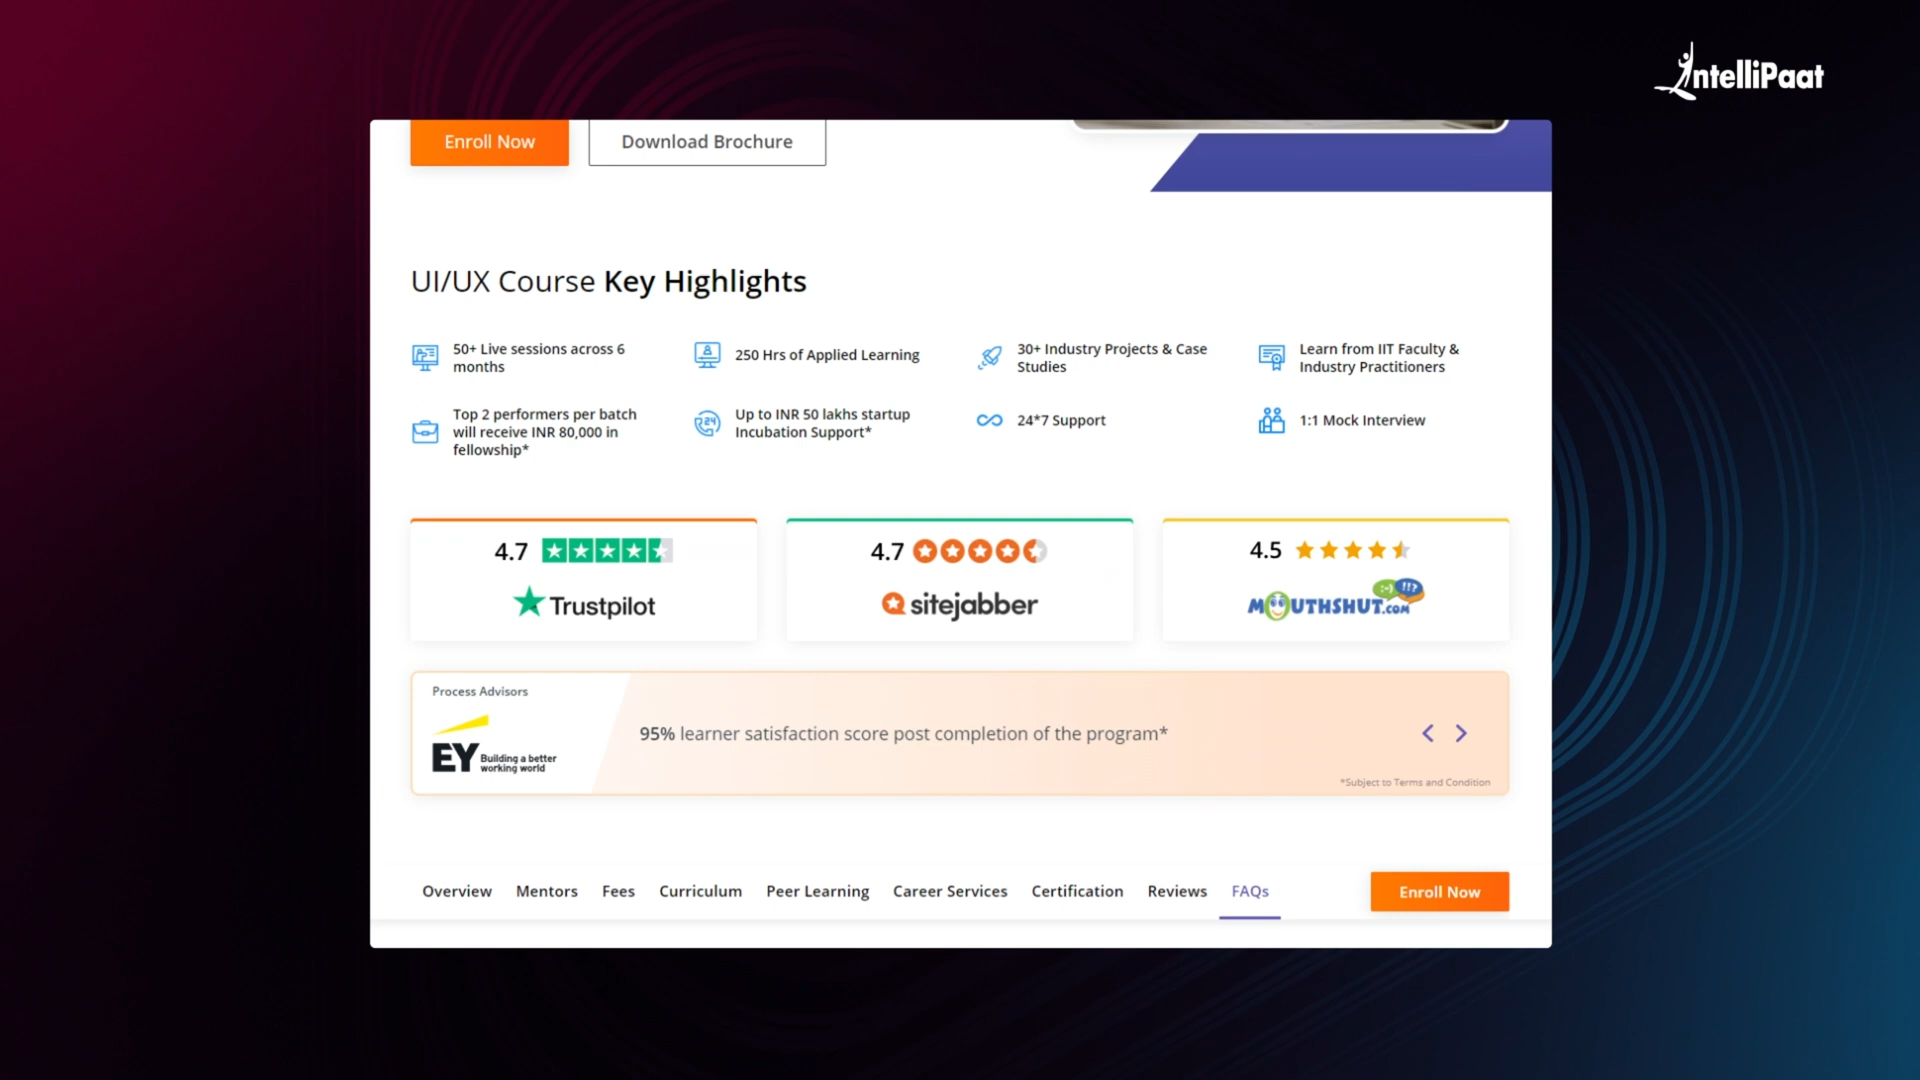 IntelliPaat
Enroll Now
Download Brochure
UI/UX Course Key Highlights
50+ Live sessions across 6
months
250 Hrs of Applied Learning
30+ Industry Projects & Case
Studies
Learn from IIT Faculty &
Industry Practitioners
Top 2 performers per batch
will receive INR 80,000 in
fellowship*
24
Up to INR 50 lakhs startup
Incubation Support*
24*7 Support
1:1 Mock Interview
4.7
Trustpilot
4.7
sitejabber
4.5
:-) !!?
MOUTHSHUT.COM
Process Advisors
EY Building a better
working world
95% learner satisfaction score post completion of the program*
*Subject to Terms and Condition
Overview Mentors Fees Curriculum Peer Learning Career Services Certification Reviews FAQs Enroll Now